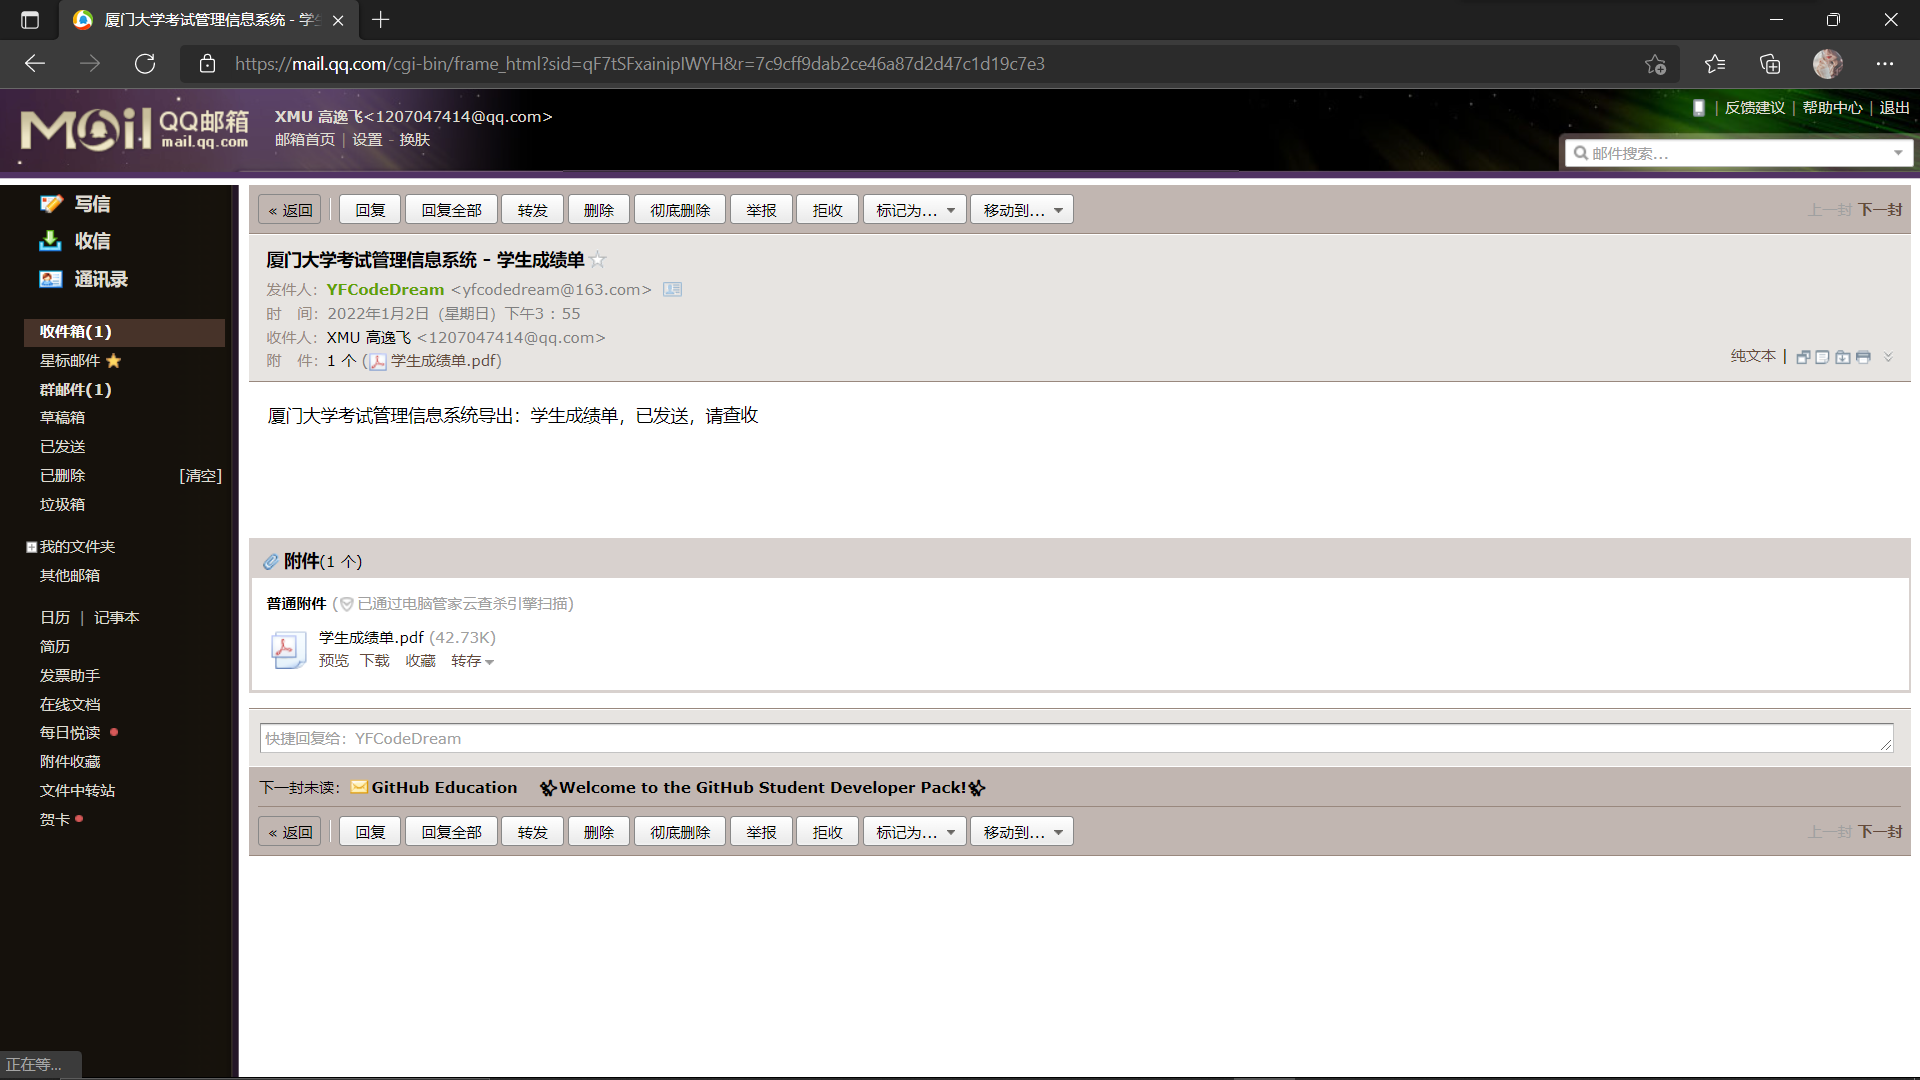 厦门大学考试管理信息系统 - 学生
https://mail.qq.com/cgi-bin/frame_html?sid=qF7tSFxainiplWYH&r=7c9cff9dab2ce46a87d2d47c1d19c7e3
MOil QQ邮箱 mail.qq.com
XMU 高逸飞<1207047414@qq.com>
邮箱首页 | 设置 - 换肤
| 反馈建议 | 帮助中心 | 退出
邮件搜索...
写信
收信
通讯录
收件箱(1)
星标邮件
群邮件(1)
草稿箱
已发送
已删除 [清空]
垃圾箱
我的文件夹
其他邮箱
日历 | 记事本
简历
发票助手
在线文档
每日悦读
附件收藏
文件中转站
贺卡
正在等...
« 返回 回复 回复全部 转发 删除 彻底删除 举报 拒收 标记为... 移动到... 上一封 下一封
厦门大学考试管理信息系统 - 学生成绩单
发件人：YFCodeDream <yfcodedream@163.com>
时 间：2022年1月2日（星期日）下午3：55
收件人：XMU 高逸飞 <1207047414@qq.com>
附 件：1 个 (学生成绩单.pdf)
纯文本 |
厦门大学考试管理信息系统导出：学生成绩单，已发送，请查收
附件(1 个)
普通附件 (已通过电脑管家云查杀引擎扫描)
学生成绩单.pdf (42.73K)
预览 下载 收藏 转存
快捷回复给：YFCodeDream
下一封未读：GitHub Education ✨Welcome to the GitHub Student Developer Pack!✨
« 返回 回复 回复全部 转发 删除 彻底删除 举报 拒收 标记为... 移动到... 上一封 下一封